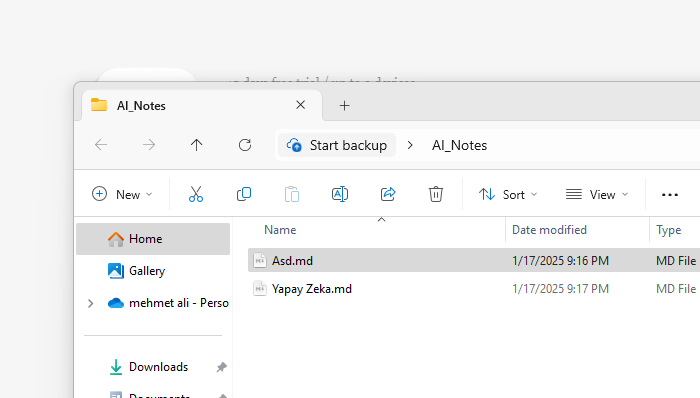 AI_Notes
Start backup > AI_Notes
New
Sort
View
Name
Date modified
Type
Home
Asd.md 1/17/2025 9:16 PM MD File
Gallery
Yapay Zeka.md 1/17/2025 9:17 PM MD File
mehmet ali - Perso
Downloads